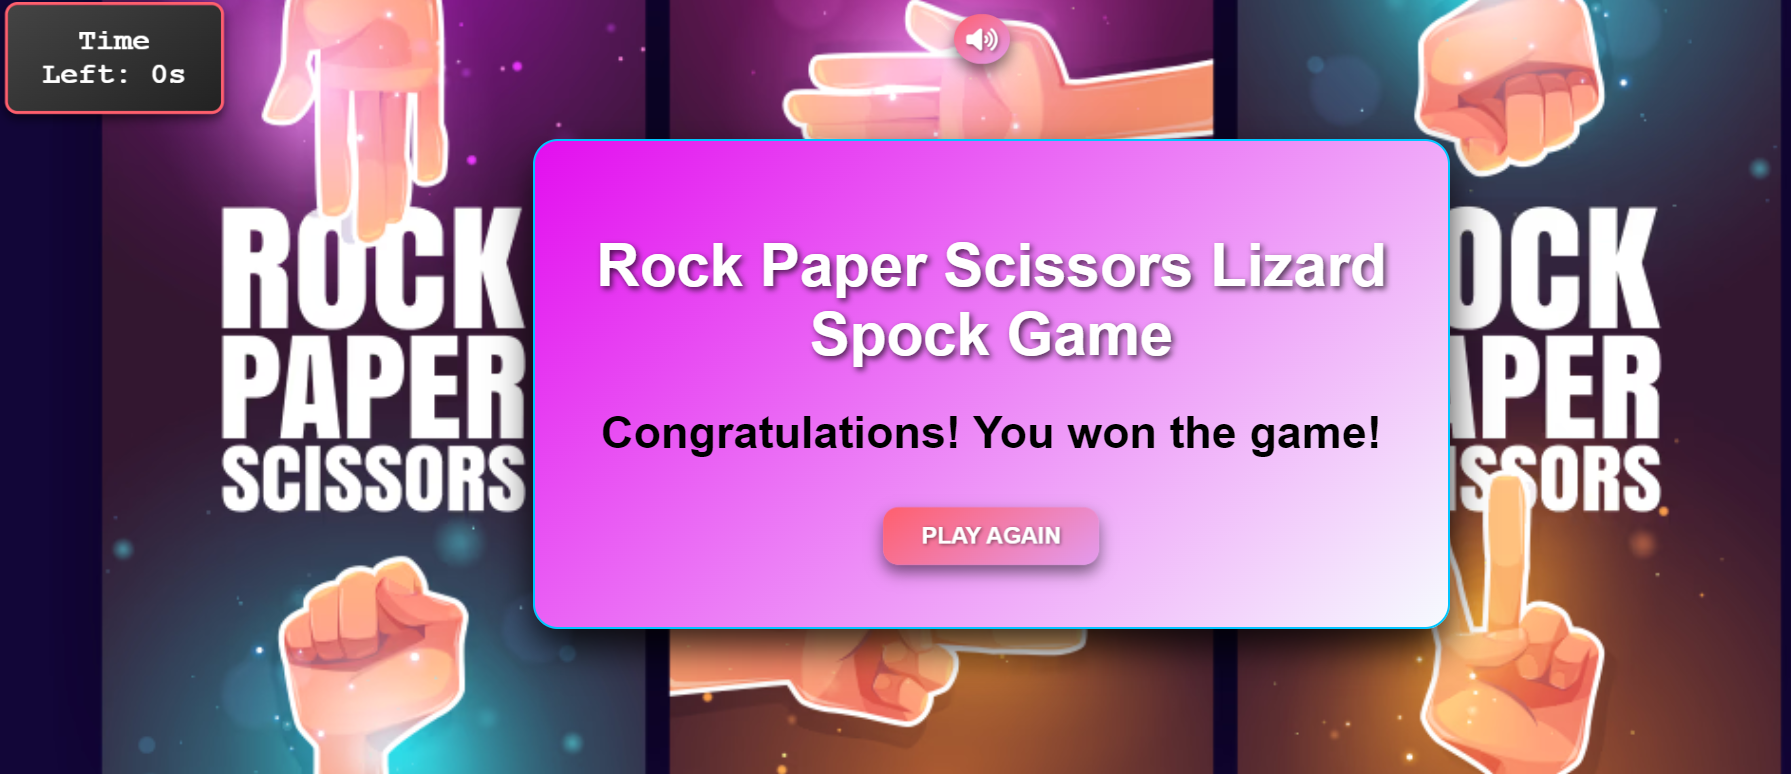 Time
Left: 0s
ROCK
PAPER
SCISSORS
Rock Paper Scissors Lizard
Spock Game
Congratulations! You won the game!
PLAY AGAIN
OCK
APER
ISSORS